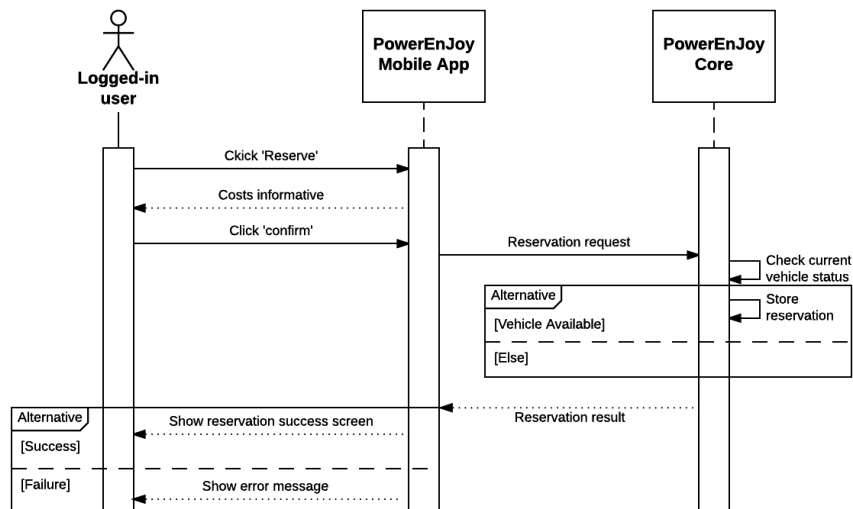 PowerEnJoy
Mobile App
PowerEnJoy
Core
Logged-in
user
Ckick 'Reserve'
Costs informative
Click 'confirm'
Reservation request
Check current
vehicle status
Alternative
Store
reservation
[Vehicle Available]
[Else]
Alternative
Show reservation success screen
Reservation result
[Success]
[Failure]
Show error message